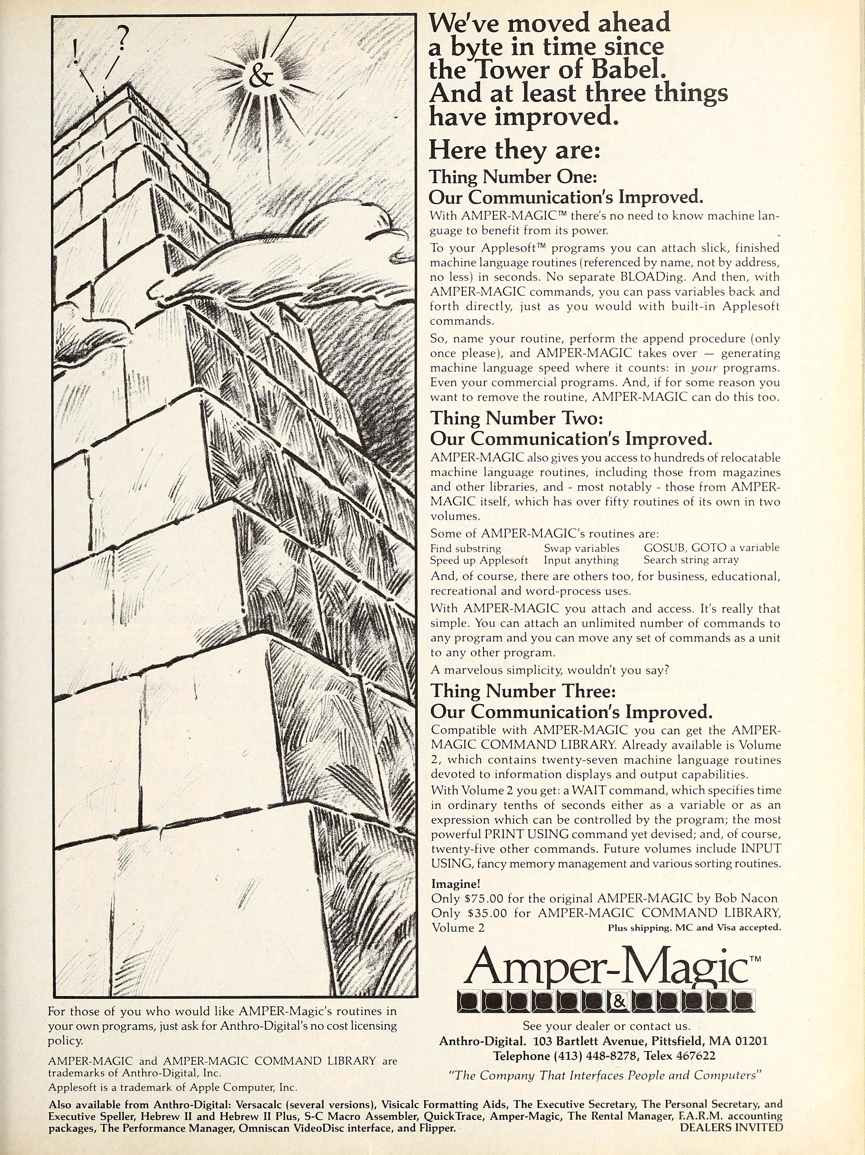 ! ?
&
We've moved ahead
a byte in time since
the Tower of Babel.
And at least three things
have improved.
Here they are:
Thing Number One:
Our Communication's Improved.
With AMPER-MAGIC™ there's no need to know machine lan-
guage to benefit from its power.
To your Applesoft™ programs you can attach slick, finished
machine language routines (referenced by name, not by address,
no less) in seconds. No separate BLOADing. And then, with
AMPER-MAGIC commands, you can pass variables back and
forth directly, just as you would with built-in Applesoft
commands.
So, name your routine, perform the append procedure (only
once please), and AMPER-MAGIC takes over — generating
machine language speed where it counts: in your programs.
Even your commercial programs. And, if for some reason you
want to remove the routine, AMPER-MAGIC can do this too.
Thing Number Two:
Our Communication's Improved.
AMPER-MAGIC also gives you access to hundreds of relocatable
machine language routines, including those from magazines
and other libraries, and - most notably - those from AMPER-
MAGIC itself, which has over fifty routines of its own in two
volumes.
Some of AMPER-MAGIC's routines are:
Find substring Swap variables GOSUB, GOTO a variable
Speed up Applesoft Input anything Search string array
And, of course, there are others too, for business, educational,
recreational and word-process uses.
With AMPER-MAGIC you attach and access. It's really that
simple. You can attach an unlimited number of commands to
any program and you can move any set of commands as a unit
to any other program.
A marvelous simplicity, wouldn't you say?
Thing Number Three:
Our Communication's Improved.
Compatible with AMPER-MAGIC you can get the AMPER-
MAGIC COMMAND LIBRARY. Already available is Volume
2, which contains twenty-seven machine language routines
devoted to information displays and output capabilities.
With Volume 2 you get: a WAIT command, which specifies time
in ordinary tenths of seconds either as a variable or as an
expression which can be controlled by the program; the most
powerful PRINT USING command yet devised; and, of course,
twenty-five other commands. Future volumes include INPUT
USING, fancy memory management and various sorting routines.
Imagine!
Only $75.00 for the original AMPER-MAGIC by Bob Nacon
Only $35.00 for AMPER-MAGIC COMMAND LIBRARY,
Volume 2 Plus shipping. MC and Visa accepted.
Amper-Magic™
&
See your dealer or contact us.
Anthro-Digital. 103 Bartlett Avenue, Pittsfield, MA 01201
Telephone (413) 448-8278, Telex 467622
"The Company That Interfaces People and Computers"
For those of you who would like AMPER-Magic's routines in
your own programs, just ask for Anthro-Digital's no cost licensing
policy.
AMPER-MAGIC and AMPER-MAGIC COMMAND LIBRARY are
trademarks of Anthro-Digital, Inc.
Applesoft is a trademark of Apple Computer, Inc.
Also available from Anthro-Digital: Versacalc (several versions), Visicalc Formatting Aids, The Executive Secretary, The Personal Secretary, and
Executive Speller, Hebrew II and Hebrew II Plus, S-C Macro Assembler, QuickTrace, Amper-Magic, The Rental Manager, F.A.R.M. accounting
packages, The Performance Manager, Omniscan VideoDisc interface, and Flipper. DEALERS INVITED